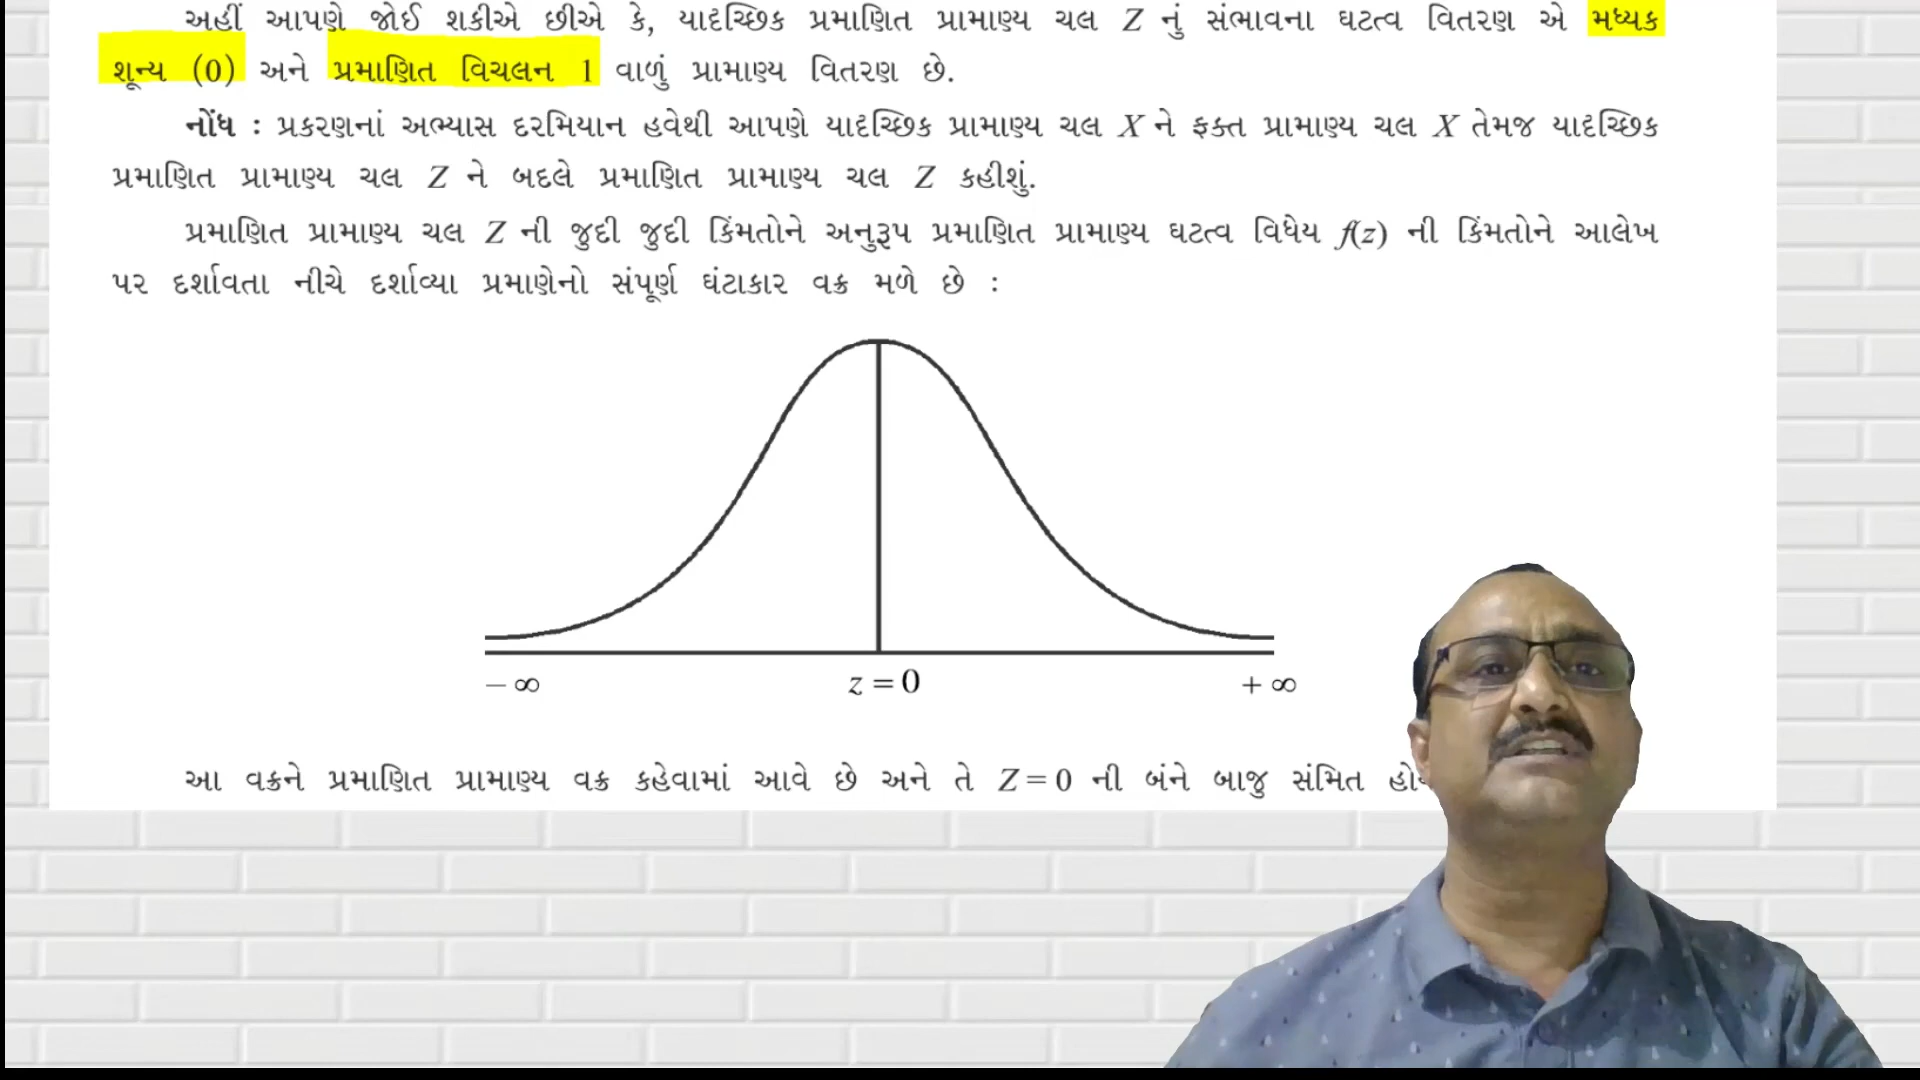 અહીં આપણે જોઈ શકીએ છીએ કે, યાદૃચ્છિક પ્રમાણિત પ્રામાણ્ય ચલ Z નું સંભાવના ઘટત્વ વિતરણ એ મધ્યક
શૂન્ય (0) અને પ્રમાણિત વિચલન 1 વાળું પ્રામાણ્ય વિતરણ છે.
નોંધ : પ્રકરણનાં અભ્યાસ દરમિયાન હવેથી આપણે યાદૃચ્છિક પ્રામાણ્ય ચલ X ને ફક્ત પ્રામાણ્ય ચલ X તેમજ યાદૃચ્છિક
પ્રમાણિત પ્રામાણ્ય ચલ Z ને બદલે પ્રમાણિત પ્રામાણ્ય ચલ Z કહીશું.
પ્રમાણિત પ્રામાણ્ય ચલ Z ની જુદી જુદી કિંમતોને અનુરૂપ પ્રમાણિત પ્રામાણ્ય ઘટત્વ વિધેય f(z) ની કિંમતોને આલેખ
પર દર્શાવતા નીચે દર્શાવ્યા પ્રમાણેનો સંપૂર્ણ ઘંટાકાર વક્ર મળે છે :
– ∞ z = 0 + ∞
આ વક્રને પ્રમાણિત પ્રામાણ્ય વક્ર કહેવામાં આવે છે અને તે Z = 0 ની બંને બાજુ સંમિત